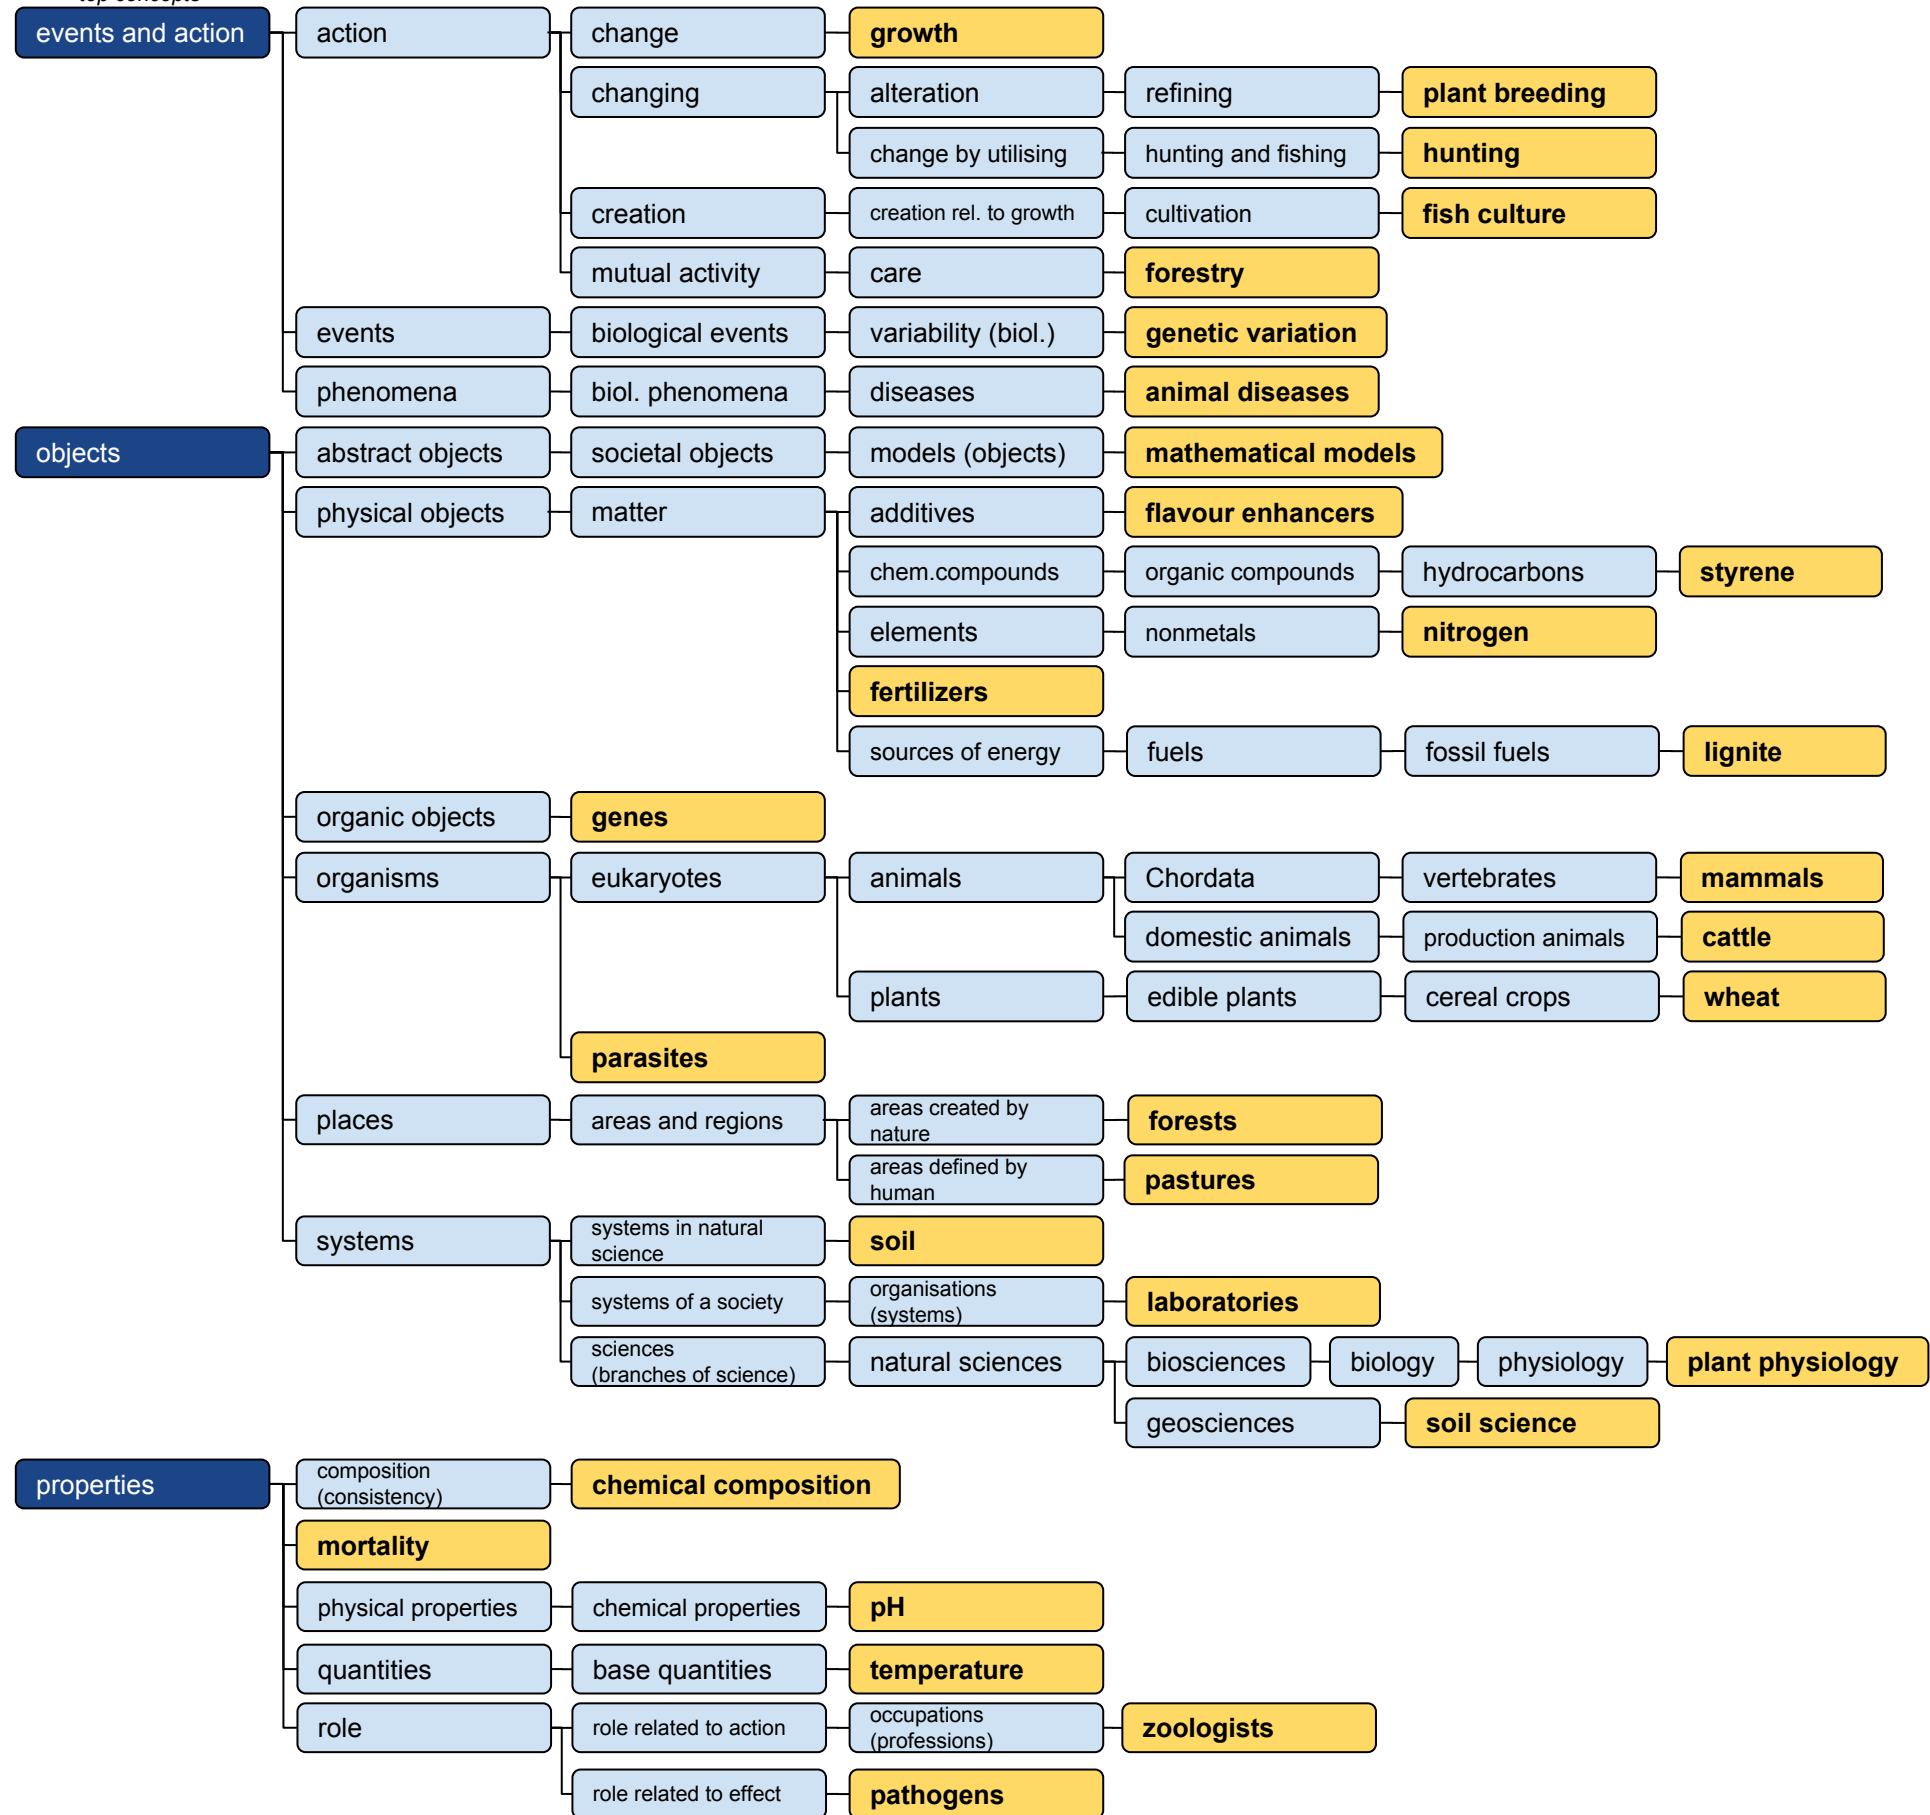 top concepts
events and action
action
change
growth
changing
alteration
refining
plant breeding
change by utilising
hunting and fishing
hunting
creation
creation rel. to growth
cultivation
fish culture
mutual activity
care
forestry
events
biological events
variability (biol.)
genetic variation
phenomena
biol. phenomena
diseases
animal diseases
objects
abstract objects
societal objects
models (objects)
mathematical models
physical objects
matter
additives
flavour enhancers
chem.compounds
organic compounds
hydrocarbons
styrene
elements
nonmetals
nitrogen
fertilizers
sources of energy
fuels
fossil fuels
lignite
organic objects
genes
organisms
eukaryotes
animals
Chordata
vertebrates
mammals
domestic animals
production animals
cattle
plants
edible plants
cereal crops
wheat
parasites
places
areas and regions
areas created by
nature
forests
areas defined by
human
pastures
systems
systems in natural
science
soil
systems of a society
organisations
(systems)
laboratories
sciences
(branches of science)
natural sciences
biosciences
biology
physiology
plant physiology
geosciences
soil science
properties
composition
(consistency)
chemical composition
mortality
physical properties
chemical properties
pH
quantities
base quantities
temperature
role
role related to action
occupations
(professions)
zoologists
role related to effect
pathogens